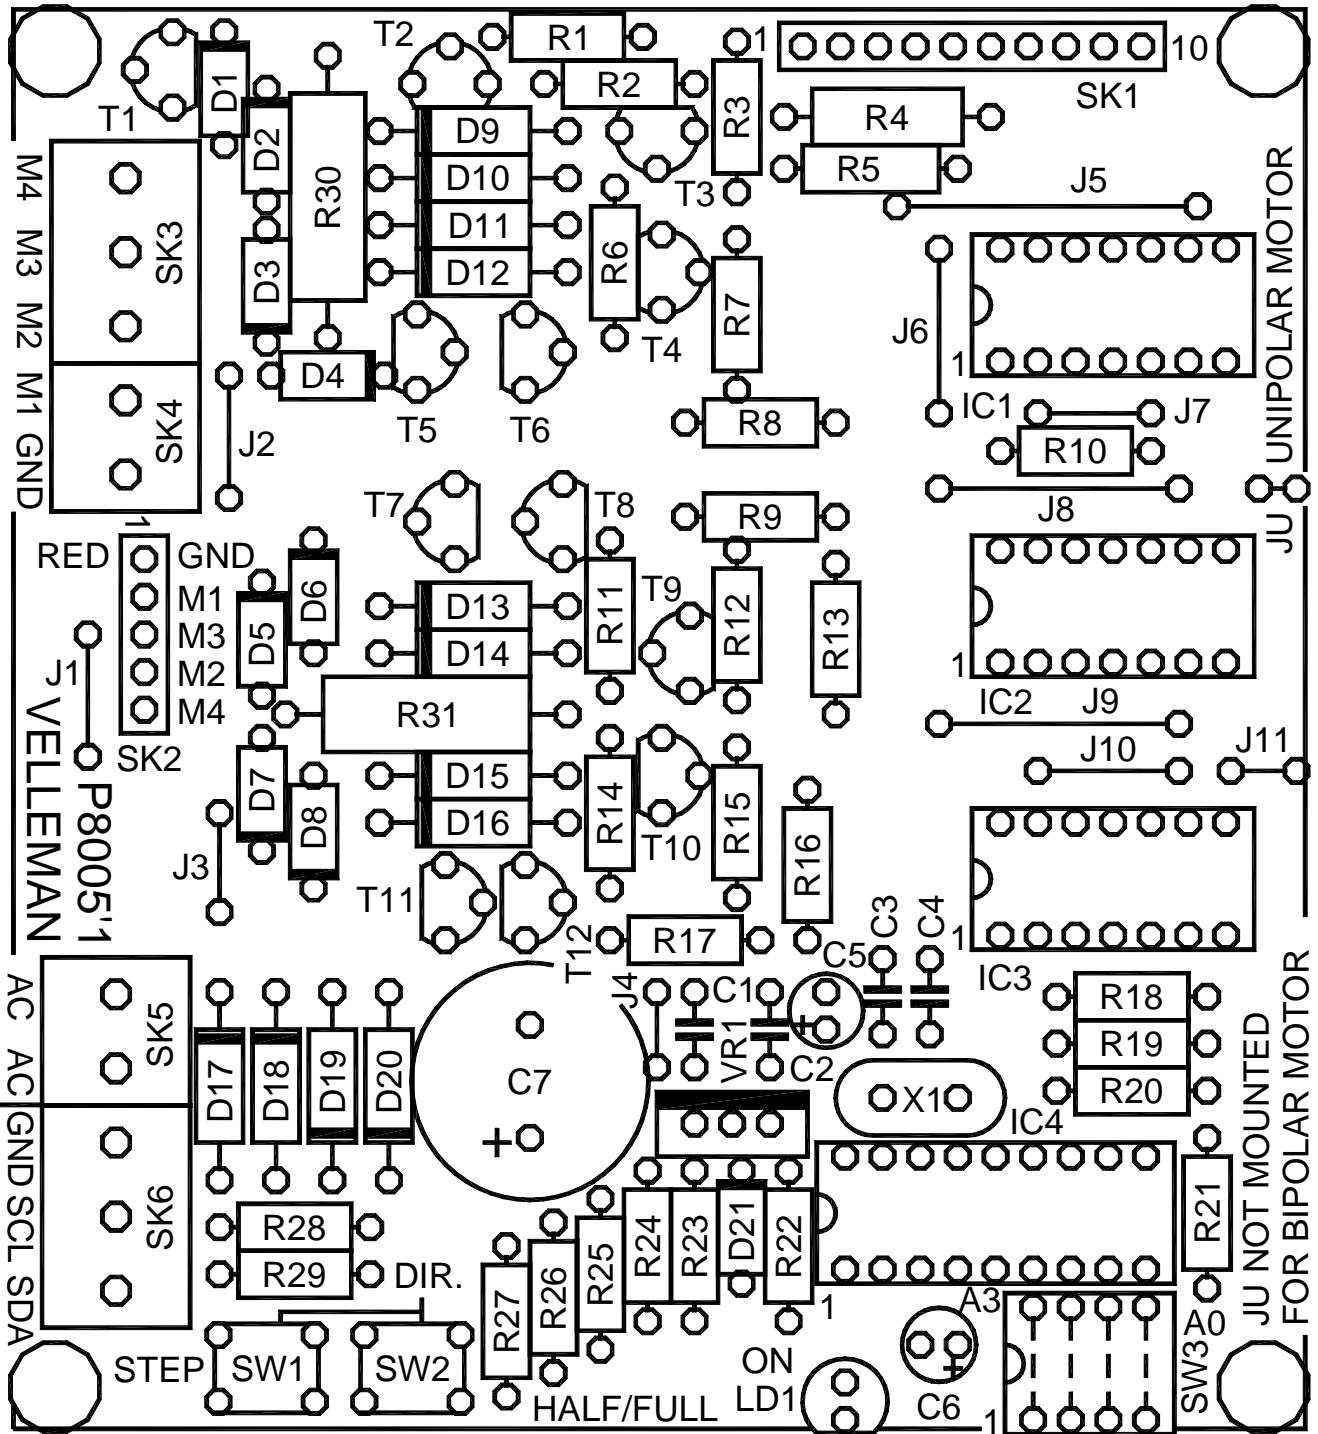 T2
R1
1
10
SK1
T1
D1
D2
R30
D9
R2
R3
R4
R5
D10
D11
D12
T3
J5
M4
M3
M2
M1
GND
SK3
SK4
D3
D4
R6
T4
R7
J6
1
IC1
J7
UNIPOLAR MOTOR
JU
J2
T5
T6
R8
R10
J8
T7
T8
R9
1
RED
GND
M1
M3
M2
M4
SK2
J1
D6
D5
D13
D14
R11
T9
R12
R13
1
IC2
J9
J10
J11
R31
VELLEMAN
P8005'1
D7
D8
D15
D16
R14
T10
R15
R16
J3
T11
T12
R17
C3
C4
C5
1
IC3
AC
AC
SK5
D17
D18
D19
D20
C7
+
J4
C1
VR1
C2
+
X1
R18
R19
R20
IC4
JU NOT MOUNTED
FOR BIPOLAR MOTOR
GND
SCL
SDA
SK6
R28
R29
DIR.
R27
R26
R25
R24
R23
D21
R22
1
R21
STEP
SW1
SW2
HALF/FULL
ON
LD1
C6
+
A3
A0
SW3
1